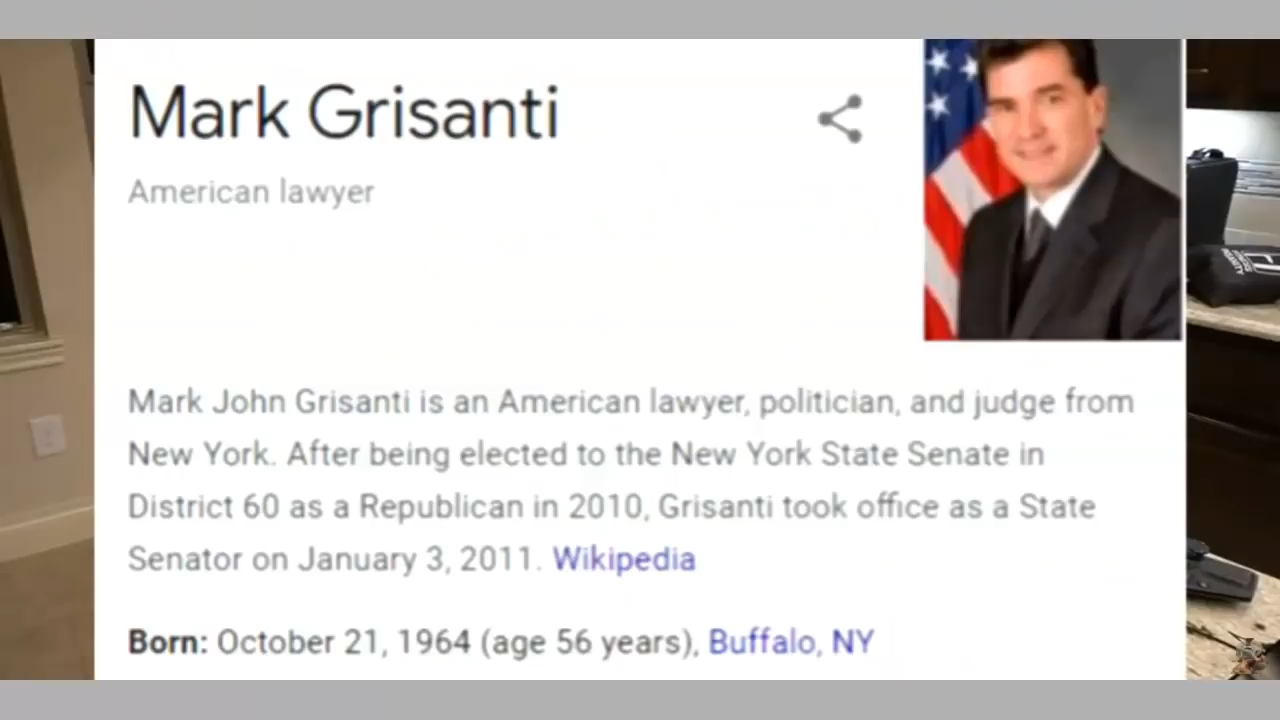 Mark Grisanti
American lawyer
Mark John Grisanti is an American lawyer, politician, and judge from
New York. After being elected to the New York State Senate in
District 60 as a Republican in 2010, Grisanti took office as a State
Senator on January 3, 2011. Wikipedia
Born: October 21, 1964 (age 56 years), Buffalo, NY